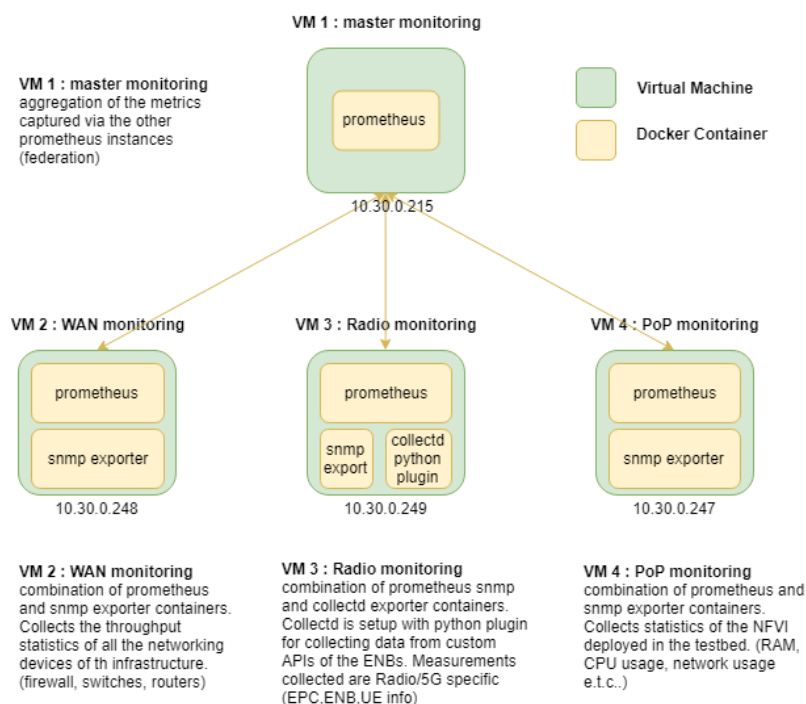 VM 1 : master monitoring
VM 1 : master monitoring
aggregation of the metrics
captured via the other
prometheus instances
(federation)
prometheus
Virtual Machine
Docker Container
10.30.0.215
VM 2 : WAN monitoring
VM 3 : Radio monitoring
VM 4 : PoP monitoring
prometheus
snmp exporter
prometheus
snmp
export
collectd
python
plugin
prometheus
snmp exporter
10.30.0.248
10.30.0.249
10.30.0.247
VM 2 : WAN monitoring
combination of prometheus
and snmp exporter containers.
Collects the throughput
statistics of all the networking
devices of th infrastructure.
(firewall, switches, routers)
VM 3 : Radio monitoring
combination of prometheus snmp
and collectd exporter containers.
Collectd is setup with python plugin
for collecting data from custom
APIs of the ENBs. Measurements
collected are Radio/5G specific
(EPC,ENB,UE info)
VM 4 : PoP monitoring
combination of prometheus and
snmp exporter containers.
Collects statistics of the NFVI
deployed in the testbed. (RAM,
CPU usage, network usage
e.t.c..)